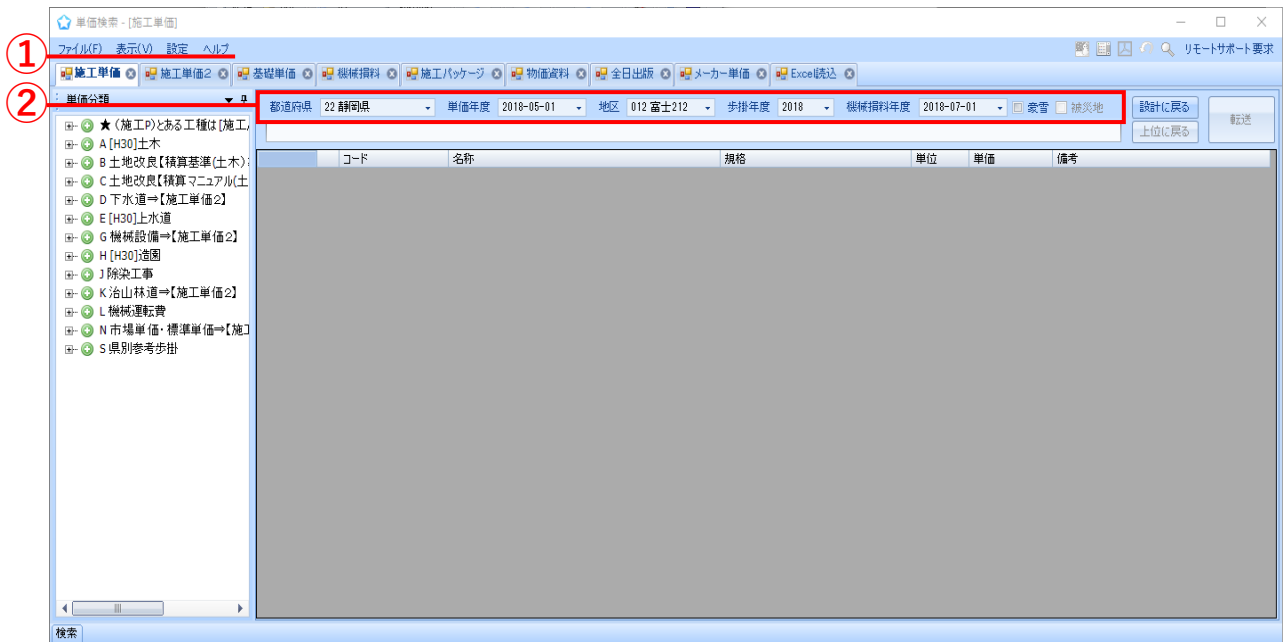 単価検索 - [施工単価]
① ファイル(F) 表示(V) 設定 ヘルプ リモートサポート要求
施工単価 施工単価2 基礎単価 機械損料 施工パッケージ 物価資料 全日出版 メーカー単価 Excel読込
② 単価分類 都道府県 22 静岡県 単価年度 2018-05-01 地区 012 富士212 歩掛年度 2018 機械損料年度 2018-07-01 豪雪 被災地 設計に戻る 転送
上位に戻る
コード 名称 規格 単位 単価 備考
★ (施工P)とある工種は[施工
A [H30]土木
B 土地改良【積算基準(土木)
C 土地改良【積算マニュアル(土
D 下水道⇒【施工単価2】
E [H30]上水道
G 機械設備⇒【施工単価2】
H [H30]造園
J 除染工事
K 治山林道⇒【施工単価2】
L 機械運転費
N 市場単価・標準単価⇒【施工
S 県別参考歩掛
検索